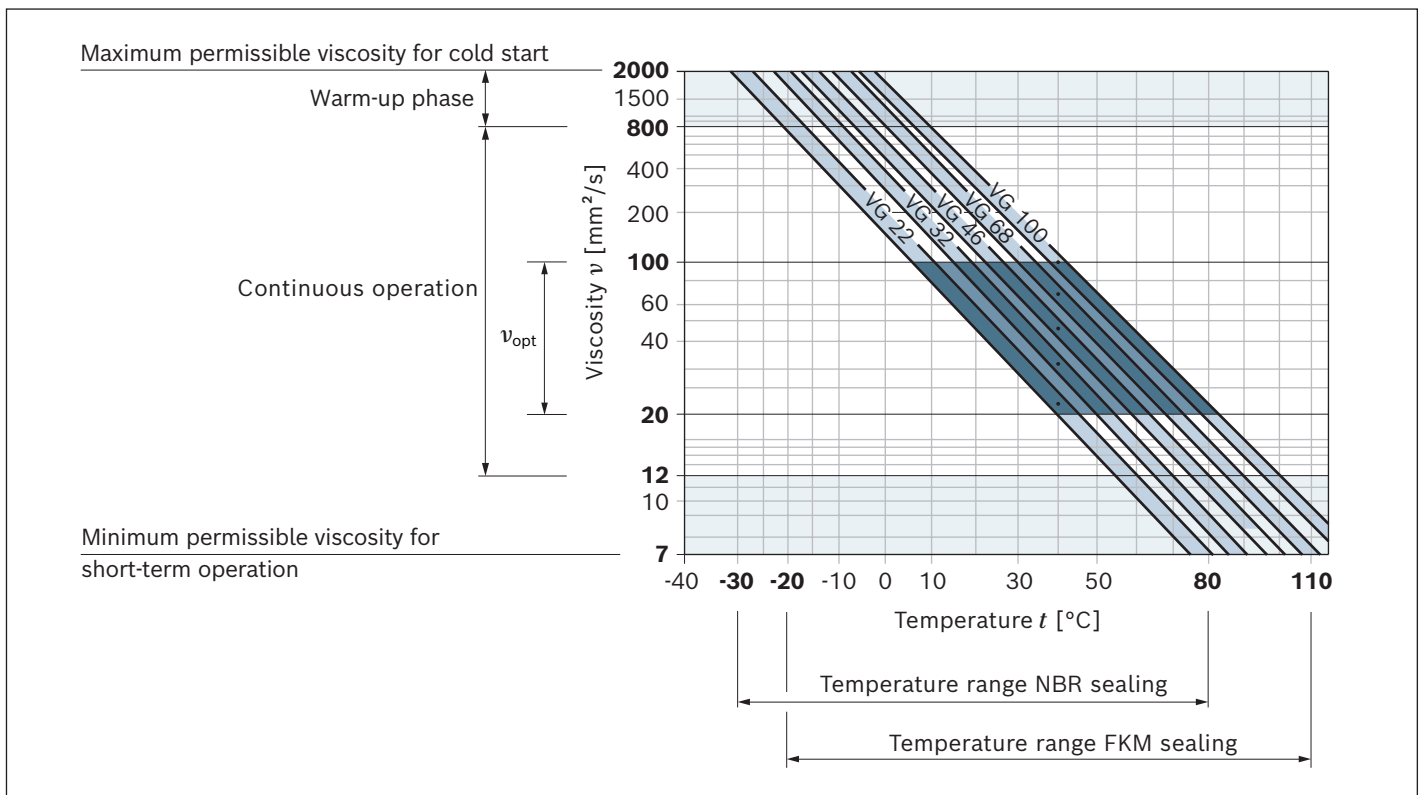 Maximum permissible viscosity for cold start
Warm-up phase
Continuous operation
νopt
Minimum permissible viscosity for
short-term operation
Viscosity ν [mm²/s]
2000
1500
800
400
200
100
60
40
20
12
10
7
VG 22
VG 32
VG 46
VG 68
VG 100
-40 -30 -20 -10 0 10 30 50 80 110
Temperature t [°C]
Temperature range NBR sealing
Temperature range FKM sealing